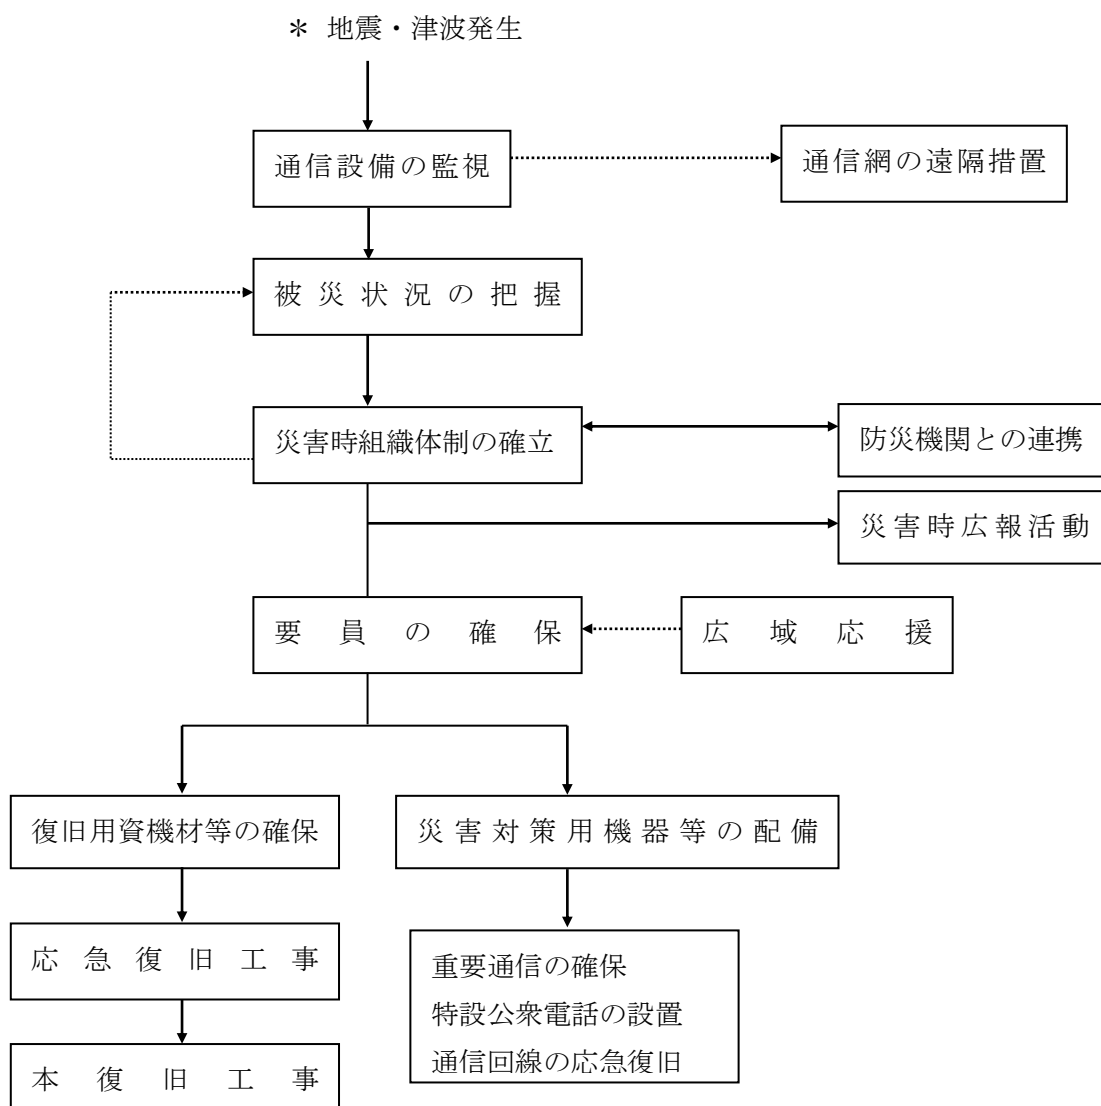 ＊ 地震・津波発生
通信設備の監視
通信網の遠隔措置
被災状況の把握
災害時組織体制の確立
防災機関との連携
災害時広報活動
要員の確保
広域応援
復旧用資機材等の確保
災害対策用機器等の配備
応急復旧工事
重要通信の確保
特設公衆電話の設置
通信回線の応急復旧
本復旧工事